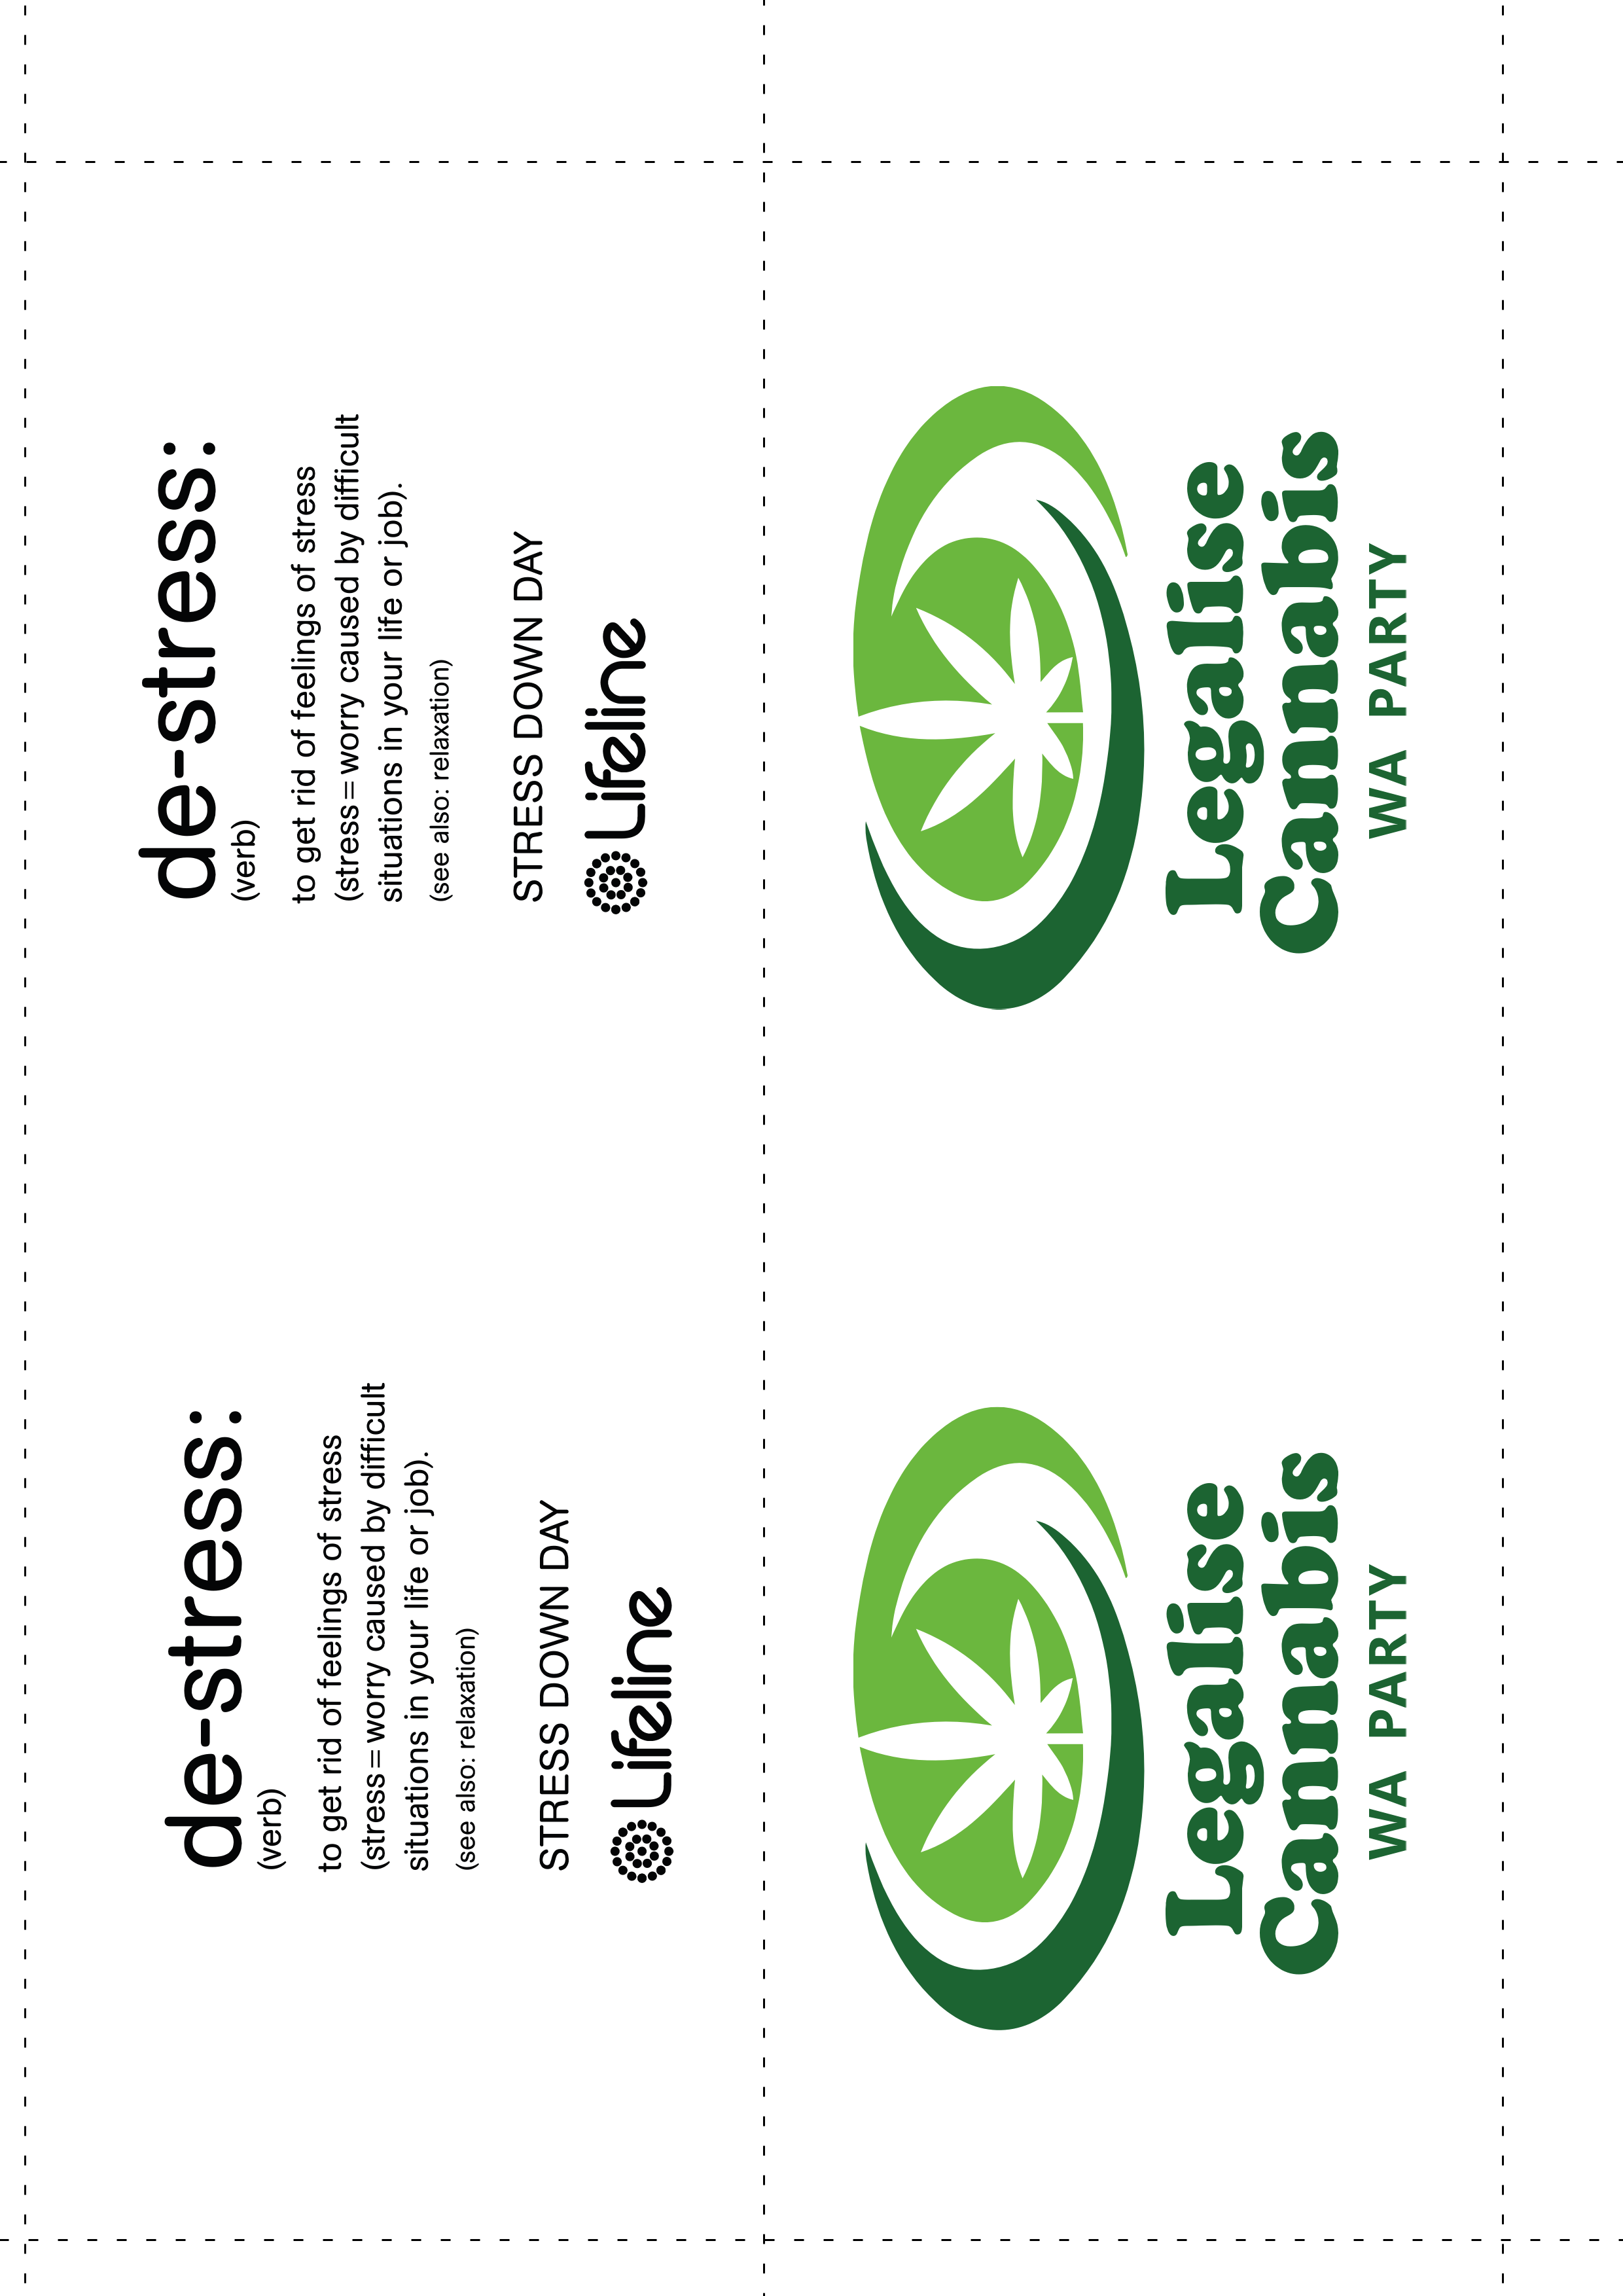 de-stress:
(verb)
to get rid of feelings of stress
(stress=worry caused by difficult
situations in your life or job).
(see also: relaxation)
STRESS DOWN DAY
Lifeline
Legalise
Cannabis
WA PARTY
de-stress:
(verb)
to get rid of feelings of stress
(stress=worry caused by difficult
situations in your life or job).
(see also: relaxation)
STRESS DOWN DAY
Lifeline
Legalise
Cannabis
WA PARTY